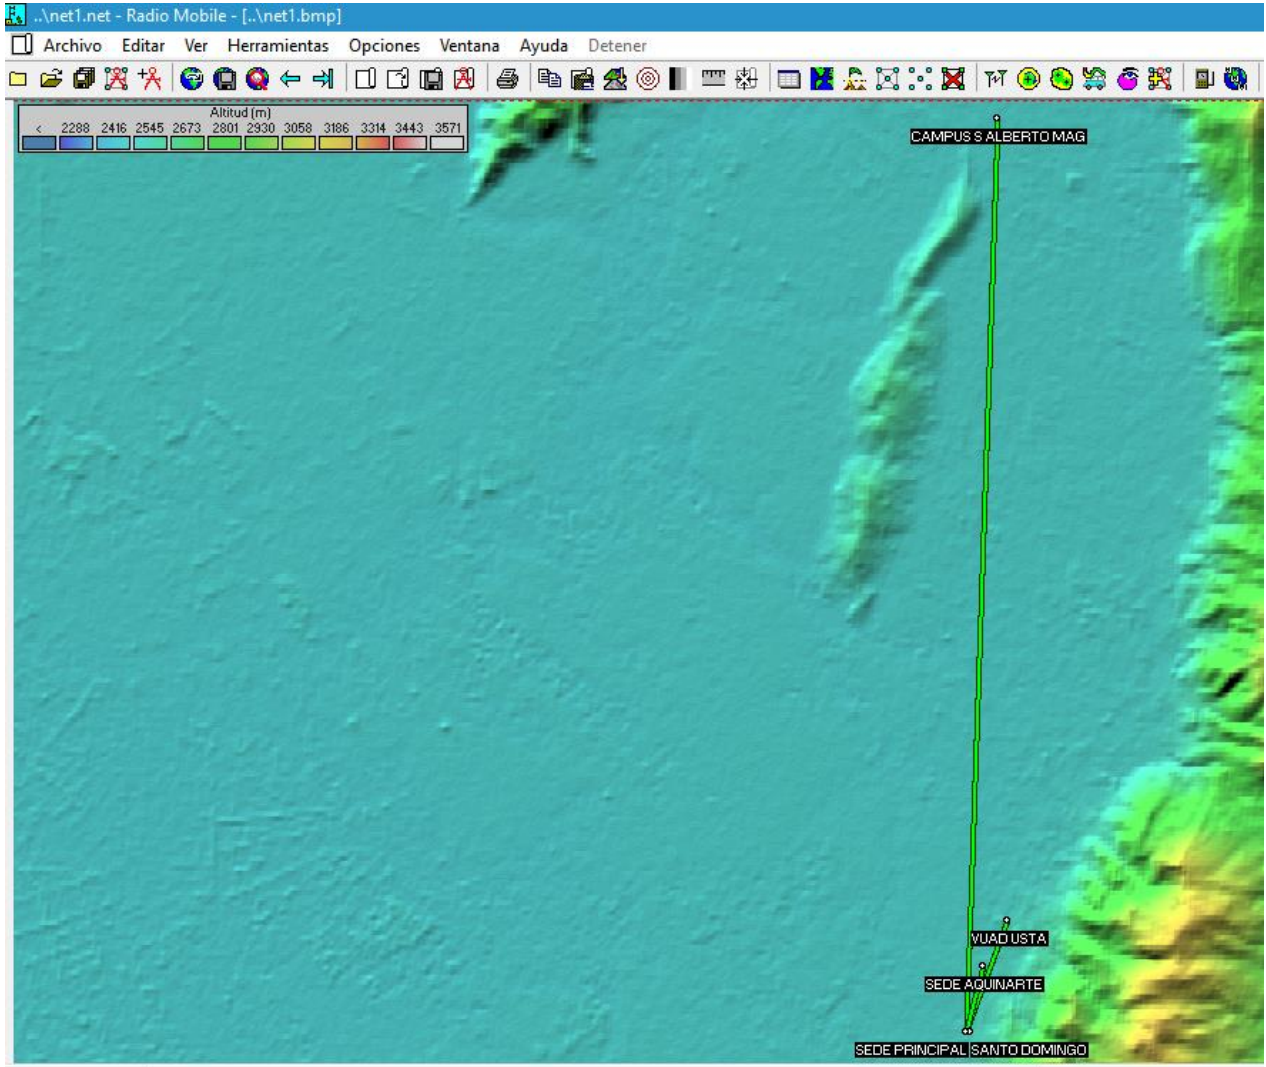 ..\net1.net - Radio Mobile - [..\net1.bmp]
Archivo Editar Ver Herramientas Opciones Ventana Ayuda Detener
Altitud (m)
< 2288 2416 2545 2673 2801 2930 3058 3186 3314 3443 3571
CAMPUS S ALBERTO MAG
VUAD USTA
SEDE AQUINARTE
SEDE PRINCIPAL SANTO DOMINGO